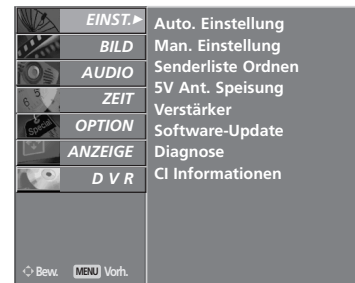 EINST.
BILD
AUDIO
ZEIT
Special
OPTION
ANZEIGE
D V R
Bew. MENU Vorh.
Auto. Einstellung
Man. Einstellung
Senderliste Ordnen
5V Ant. Speisung
Verstärker
Software-Update
Diagnose
CI Informationen